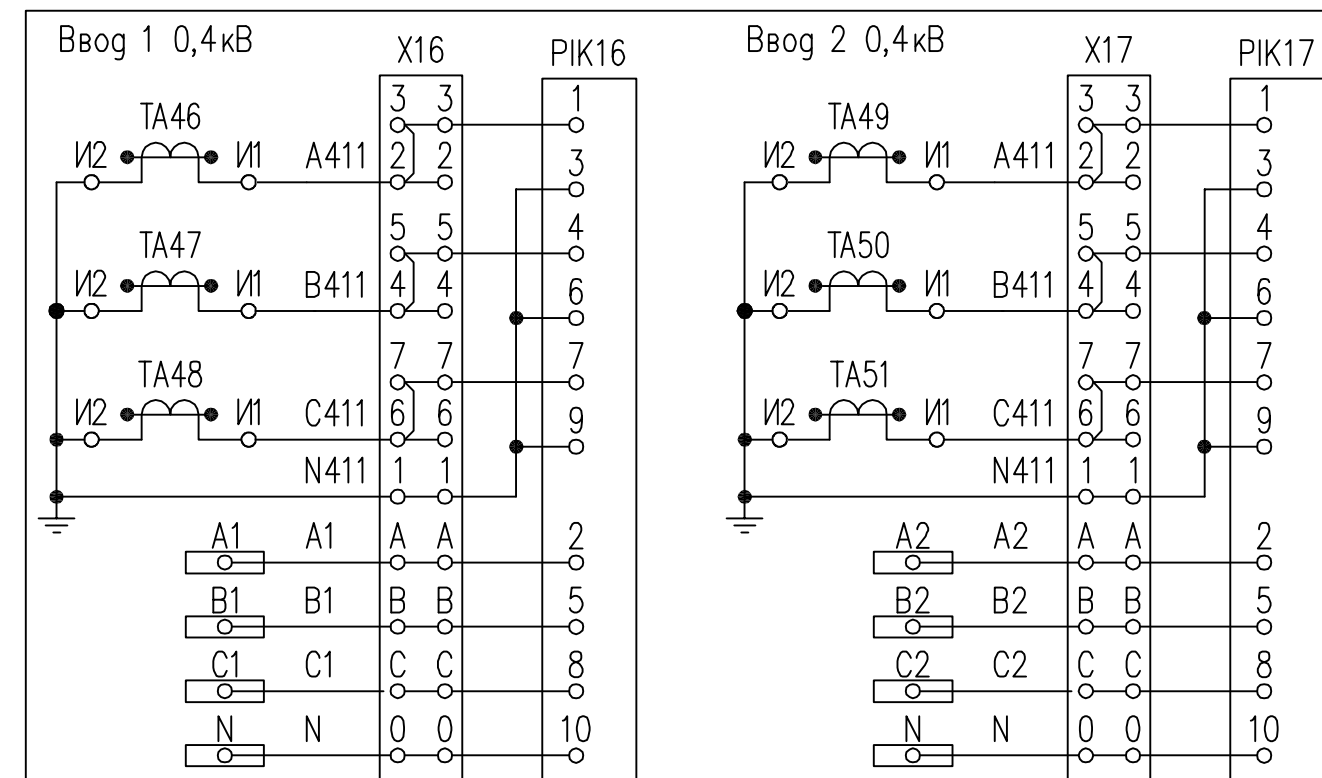 Ввод 1 0,4кВ
X16
PIK16
3 3 1
TA46
И2 И1 A411 2 2 3
5 5 4
TA47
И2 И1 B411 4 4 6
7 7 7
TA48
И2 И1 C411 6 6 9
N411 1 1
A1 A1 A A 2
B1 B1 B B 5
C1 C1 C C 8
N N 0 0 10
Ввод 2 0,4кВ
X17
PIK17
3 3 1
TA49
И2 И1 A411 2 2 3
5 5 4
TA50
И2 И1 B411 4 4 6
7 7 7
TA51
И2 И1 C411 6 6 9
N411 1 1
A2 A2 A A 2
B2 B2 B B 5
C2 C2 C C 8
N N 0 0 10